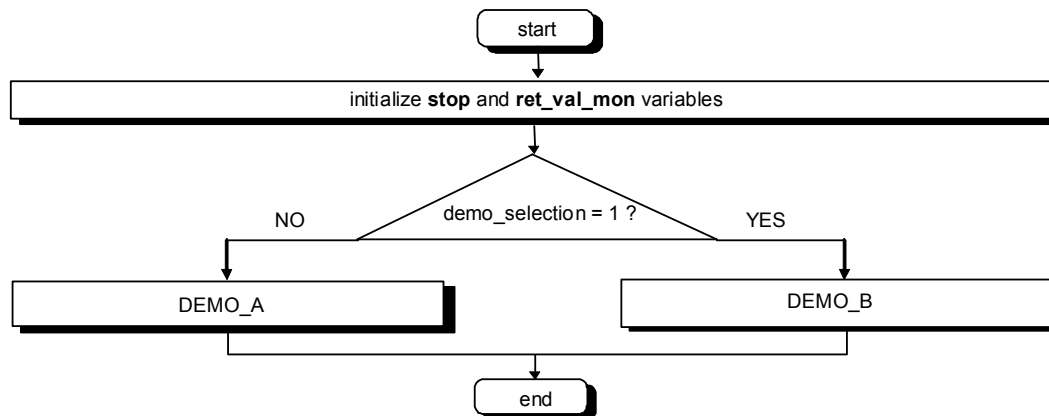 start
initialize stop and ret_val_mon variables
demo_selection = 1 ?
NO
YES
DEMO_A
DEMO_B
end